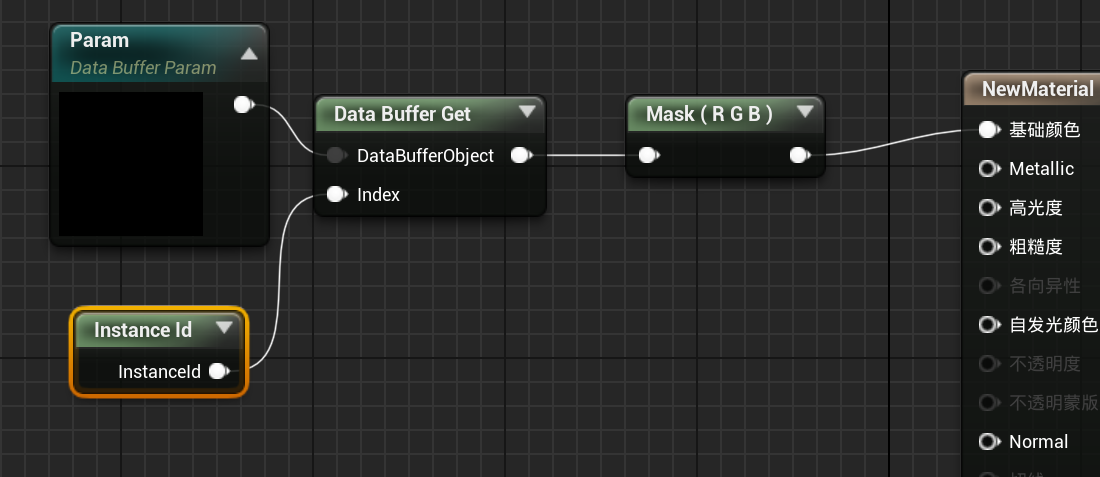 Param
Data Buffer Param
Data Buffer Get
DataBufferObject
Index
Instance Id
InstanceId
Mask ( R G B )
NewMaterial
基础颜色
Metallic
高光度
粗糙度
各向异性
自发光颜色
不透明度
不透明蒙版
Normal